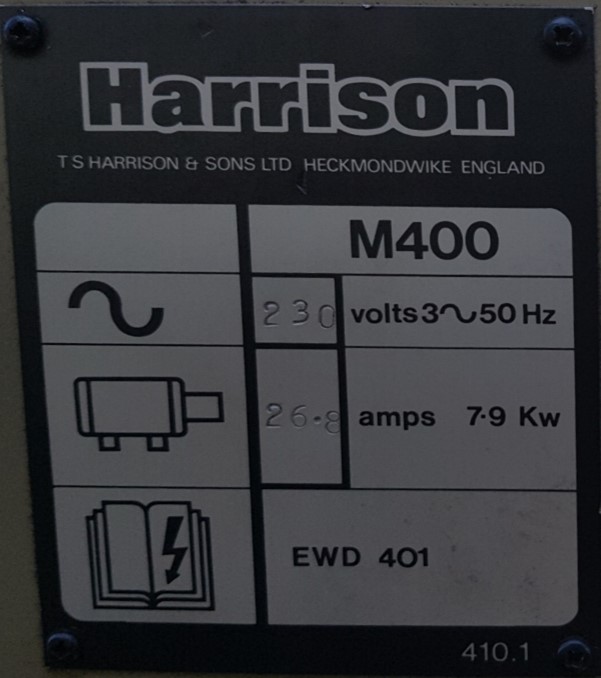 Harrison
T S HARRISON & SONS LTD HECKMONDWIKE ENGLAND
M400
230 volts 3~50 Hz
26.8 amps 7.9 Kw
EWD 401
410.1